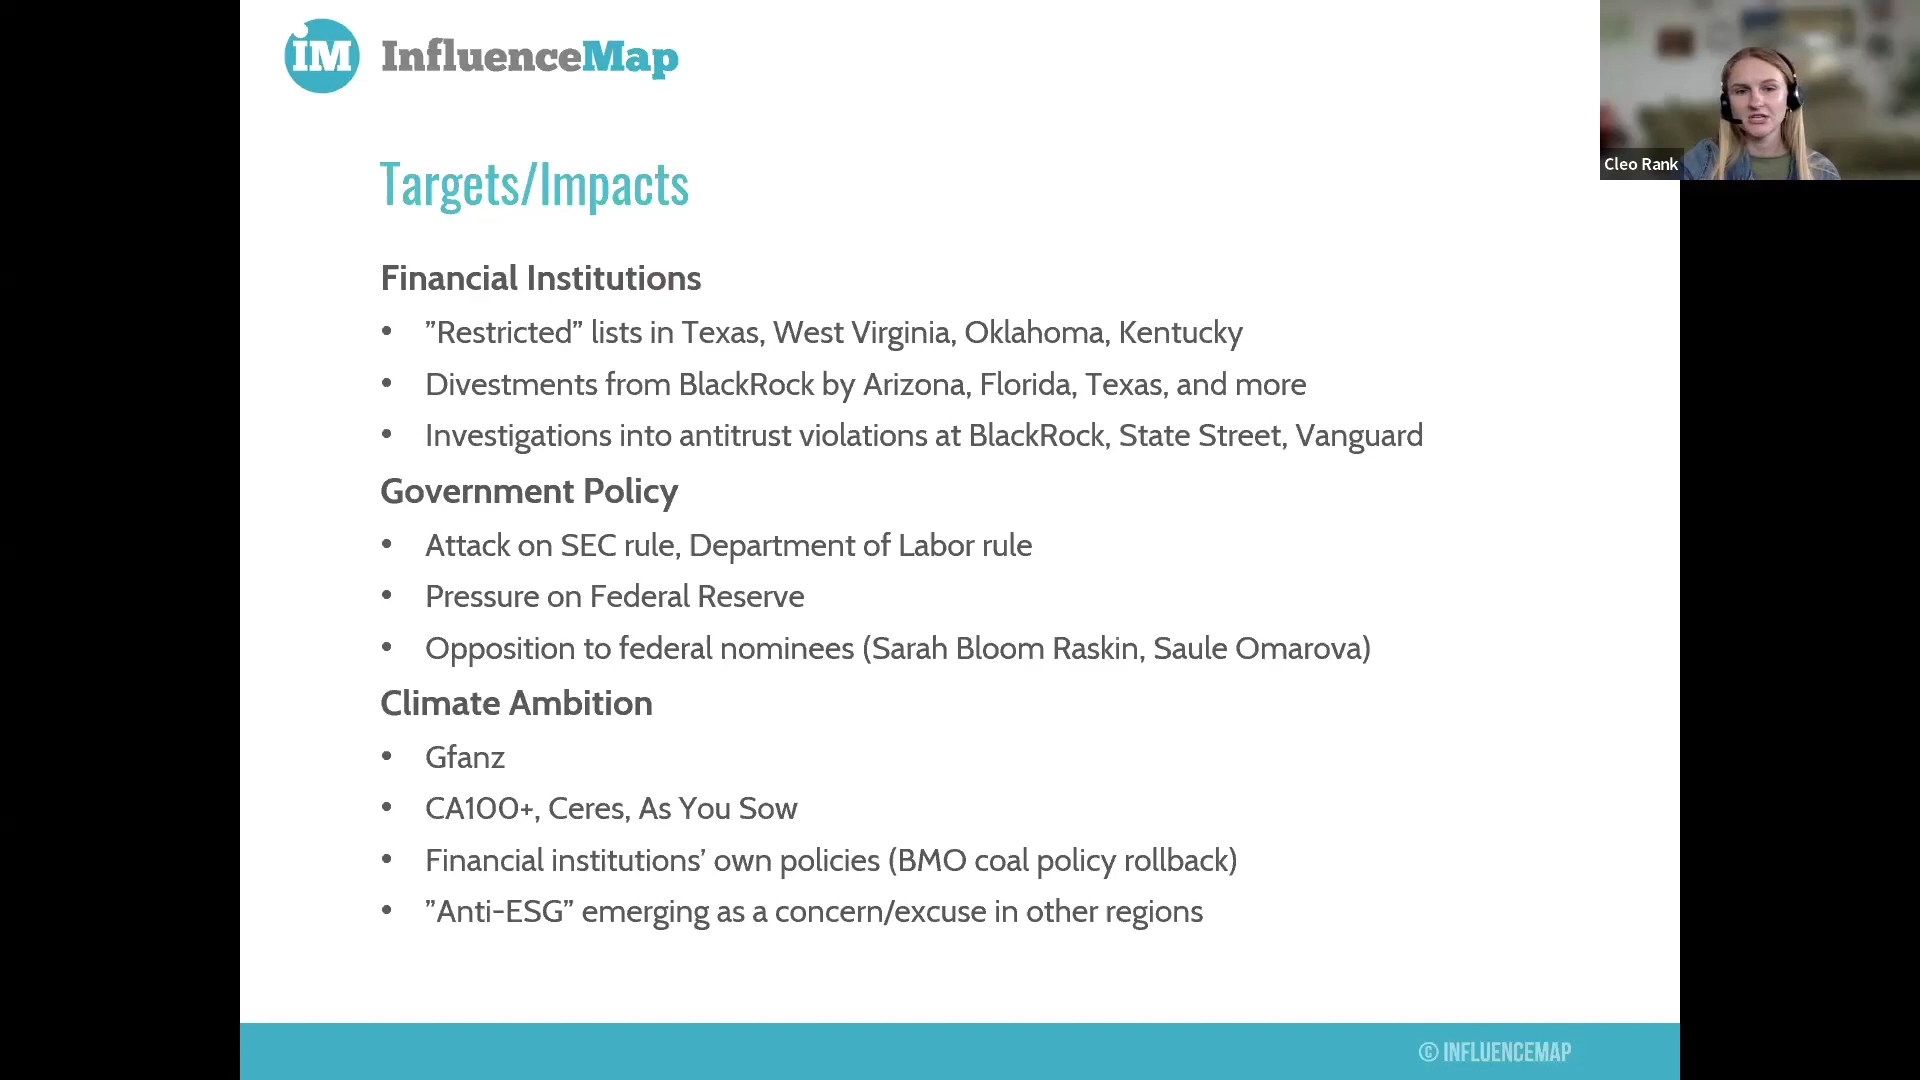 iM InfluenceMap
Cleo Rank
Targets/Impacts
Financial Institutions
• ”Restricted” lists in Texas, West Virginia, Oklahoma, Kentucky
• Divestments from BlackRock by Arizona, Florida, Texas, and more
• Investigations into antitrust violations at BlackRock, State Street, Vanguard
Government Policy
• Attack on SEC rule, Department of Labor rule
• Pressure on Federal Reserve
• Opposition to federal nominees (Sarah Bloom Raskin, Saule Omarova)
Climate Ambition
• Gfanz
• CA100+, Ceres, As You Sow
• Financial institutions’ own policies (BMO coal policy rollback)
• ”Anti-ESG” emerging as a concern/excuse in other regions
© INFLUENCEMAP